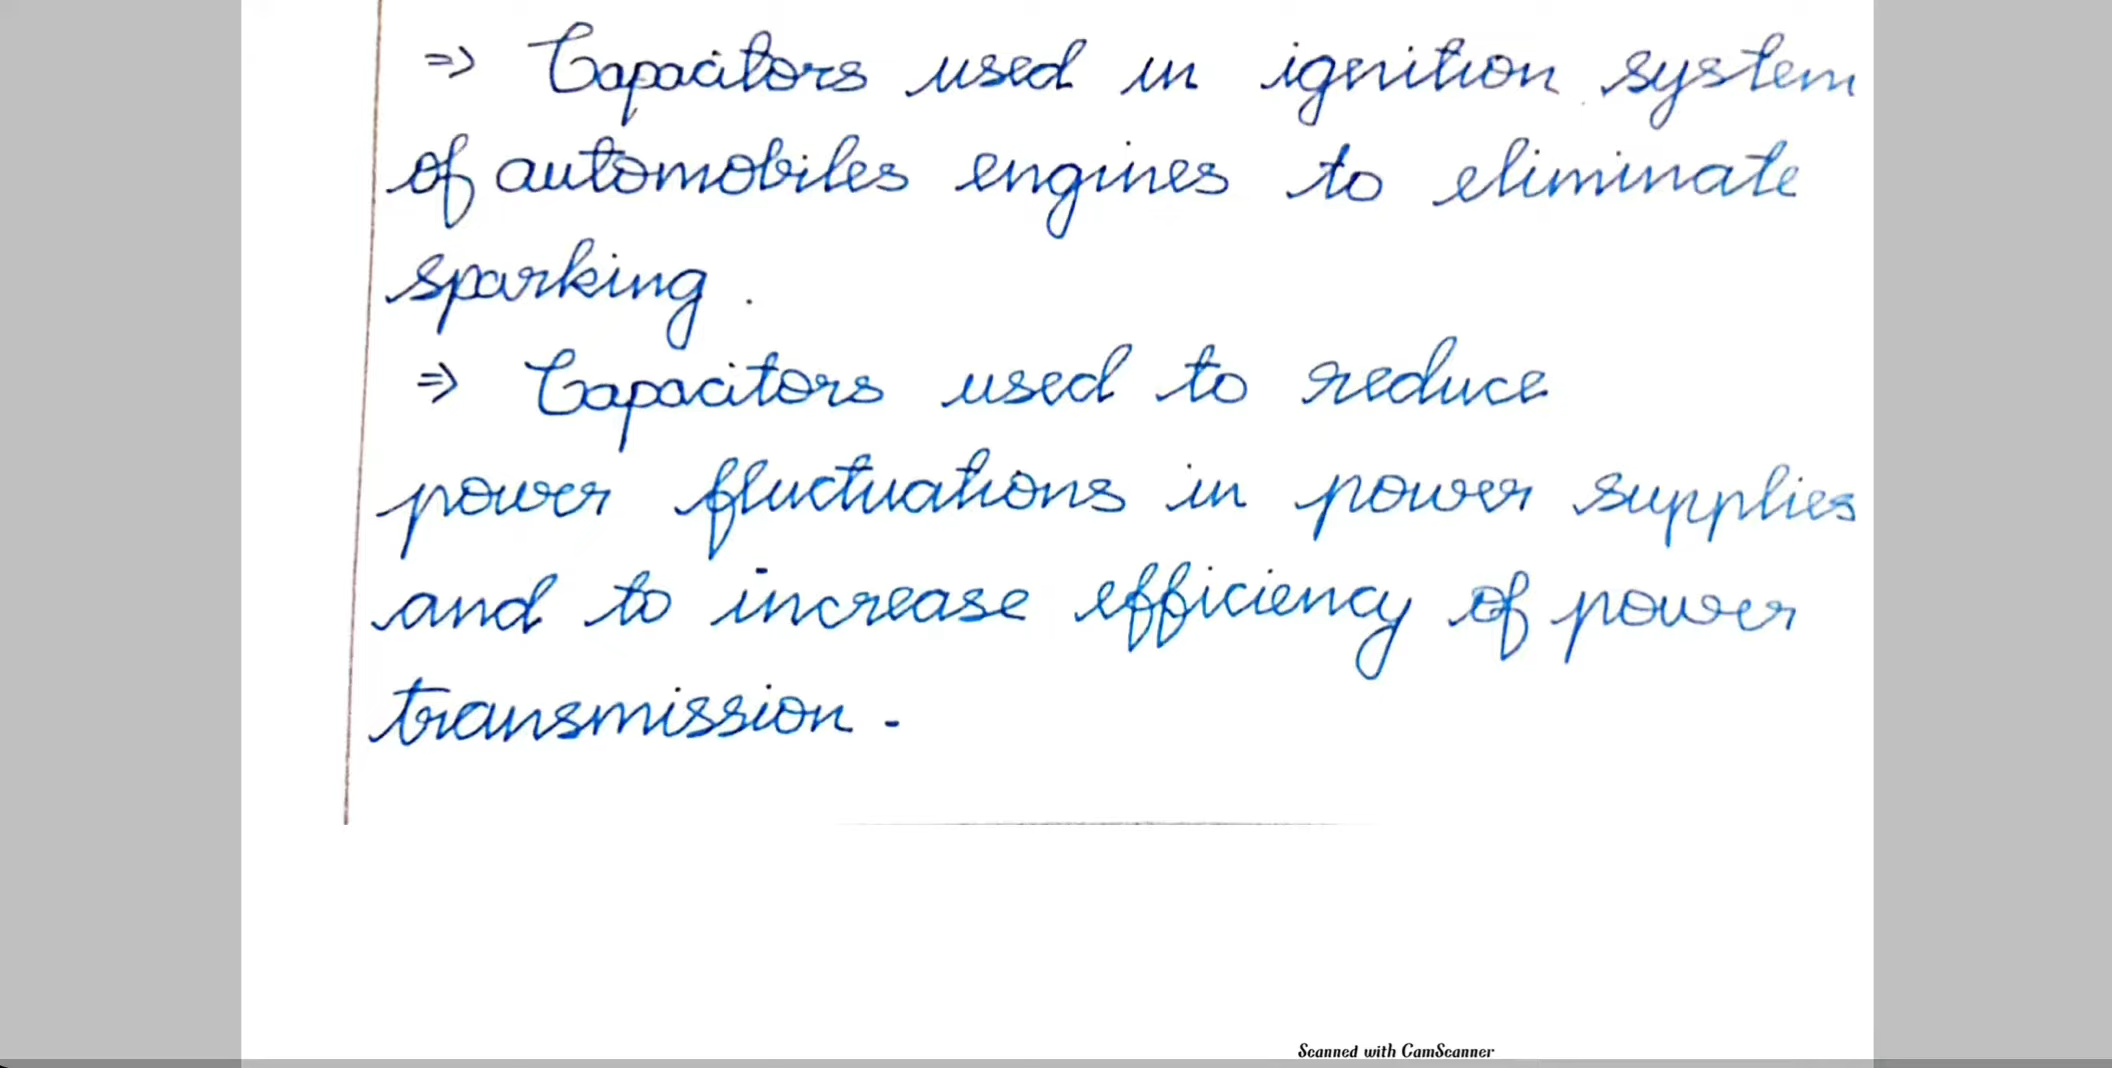 => Capacitors used in ignition system
of automobiles engines to eliminate
sparking.
=> Capacitors used to reduce
power fluctuations in power supplies
and to increase efficiency of power
transmission.
Scanned with CamScanner